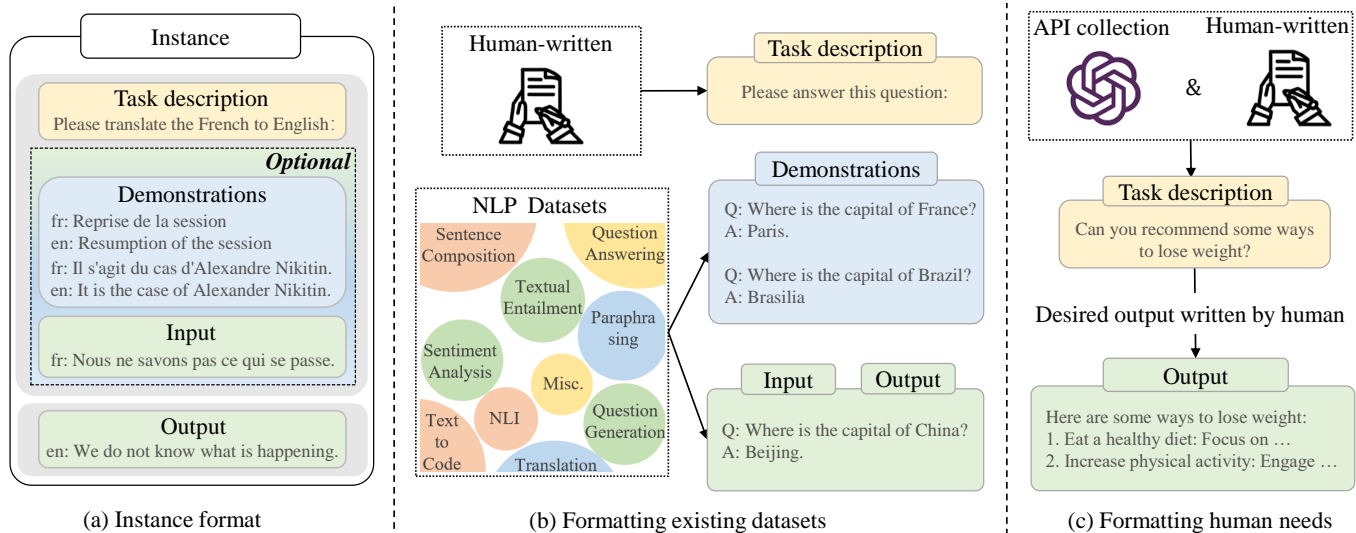 Instance
Task description
Please translate the French to English:
Optional
Demonstrations
fr: Reprise de la session
en: Resumption of the session
fr: Il s'agit du cas d'Alexandre Nikitin.
en: It is the case of Alexander Nikitin.
Input
fr: Nous ne savons pas ce qui se passe.
Output
en: We do not know what is happening.
(a) Instance format
Human-written
Task description
Please answer this question:
NLP Datasets
Sentence
Composition
Question
Answering
Textual
Entailment
Paraphra
sing
Sentiment
Analysis
Misc.
NLI
Question
Generation
Text
to
Code
Translation
Demonstrations
Q: Where is the capital of France?
A: Paris.
Q: Where is the capital of Brazil?
A: Brasilia
Input
Output
Q: Where is the capital of China?
A: Beijing.
(b) Formatting existing datasets
API collection
&
Human-written
Task description
Can you recommend some ways
to lose weight?
Desired output written by human
Output
Here are some ways to lose weight:
1. Eat a healthy diet: Focus on …
2. Increase physical activity: Engage …
(c) Formatting human needs